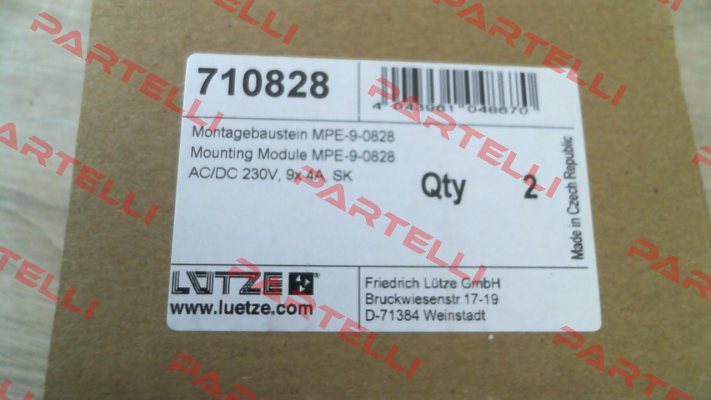 710828
4 043961 048670
Montagebaustein MPE-9-0828
Mounting Module MPE-9-0828
AC/DC 230V, 9x 4A, SK
Qty 2
Made in Czech Republic
LÜTZE
www.luetze.com
Friedrich Lütze GmbH
Bruckwiesenstr.17-19
D-71384 Weinstadt
PARTELLI
PARTELLI
PARTELLI
PARTELLI
PARTELLI